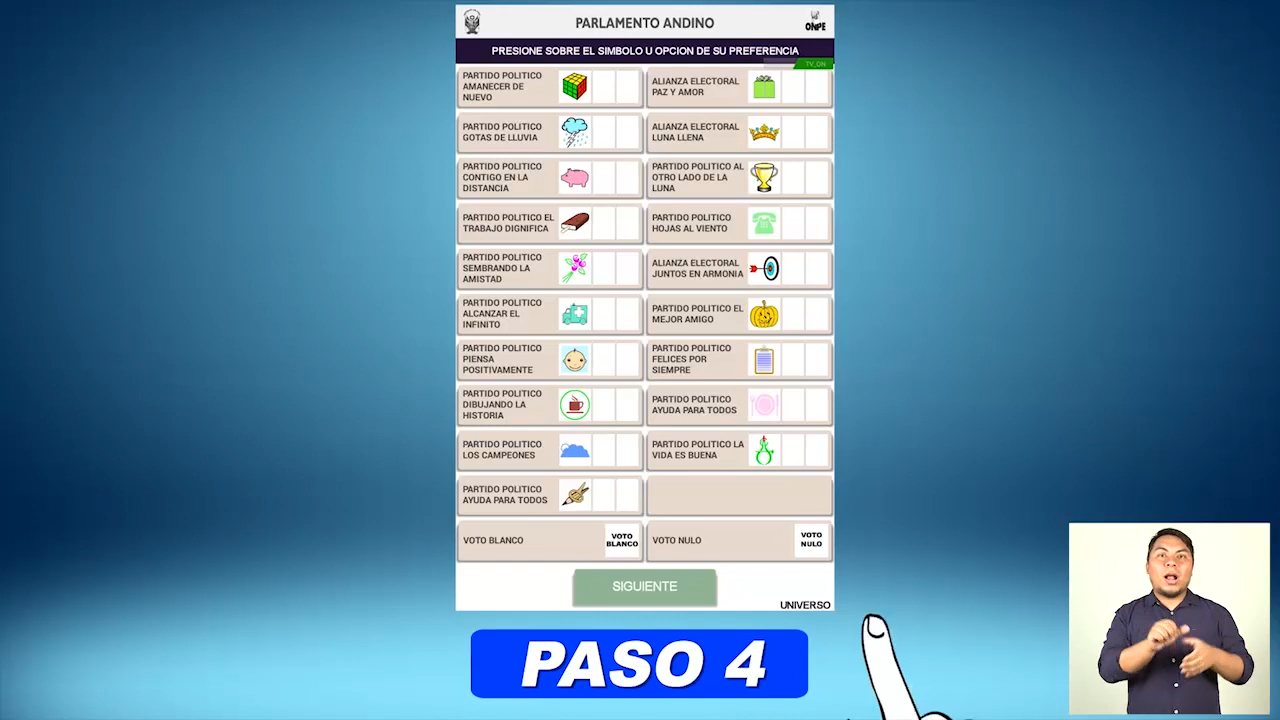 PARLAMENTO ANDINO
ONPE
PRESIONE SOBRE EL SIMBOLO U OPCION DE SU PREFERENCIA
TV_ON
PARTIDO POLITICO
AMANECER DE
NUEVO
ALIANZA ELECTORAL
PAZ Y AMOR
PARTIDO POLITICO
GOTAS DE LLUVIA
ALIANZA ELECTORAL
LUNA LLENA
PARTIDO POLITICO
CONTIGO EN LA
DISTANCIA
PARTIDO POLITICO AL
OTRO LADO DE LA
LUNA
PARTIDO POLITICO EL
TRABAJO DIGNIFICA
PARTIDO POLITICO
HOJAS AL VIENTO
PARTIDO POLITICO
SEMBRANDO LA
AMISTAD
ALIANZA ELECTORAL
JUNTOS EN ARMONIA
PARTIDO POLITICO
ALCANZAR EL
INFINITO
PARTIDO POLITICO EL
MEJOR AMIGO
PARTIDO POLITICO
PIENSA
POSITIVAMENTE
PARTIDO POLITICO
FELICES POR
SIEMPRE
PARTIDO POLITICO
DIBUJANDO LA
HISTORIA
PARTIDO POLITICO
AYUDA PARA TODOS
PARTIDO POLITICO
LOS CAMPEONES
PARTIDO POLITICO LA
VIDA ES BUENA
PARTIDO POLITICO
AYUDA PARA TODOS
VOTO BLANCO
VOTO
BLANCO
VOTO NULO
VOTO
NULO
SIGUIENTE
UNIVERSO
PASO 4